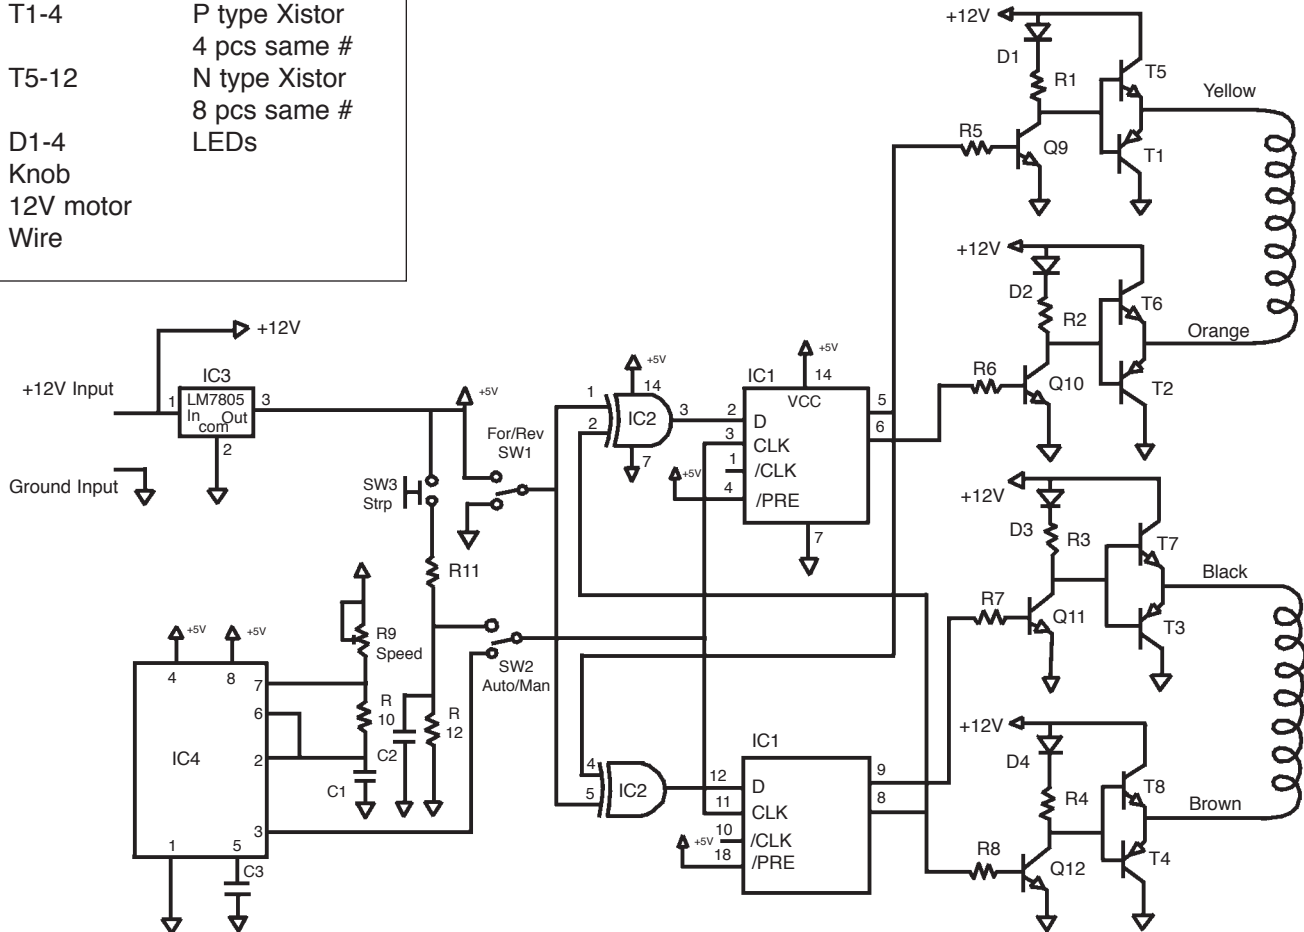 T1-4 P type Xistor
4 pcs same #
T5-12 N type Xistor
8 pcs same #
D1-4 LEDs
Knob
12V motor
Wire
+12V
D1
R1
T5
Yellow
R5
Q9
T1
+12V
D2
R2
T6
Orange
R6
Q10
T2
+12V
+12V Input
IC3
1
LM7805
In
Out
com
3
2
Ground Input
+5V
For/Rev
SW1
SW3
Strp
R11
+5V
1
14
2
IC2
3
7
+5V
IC1
14
VCC
2
D
3
CLK
1
/CLK
+5V
4
/PRE
5
6
7
+12V
D3
R3
T7
Black
R7
Q11
T3
R9
Speed
+5V
+5V
4
8
7
6
2
IC4
3
1
5
R
10
C1
C2
R
12
C3
SW2
Auto/Man
4
5
IC2
IC1
12
D
11
CLK
10
/CLK
+5V
18
/PRE
9
8
+12V
D4
R4
T8
Brown
R8
Q12
T4